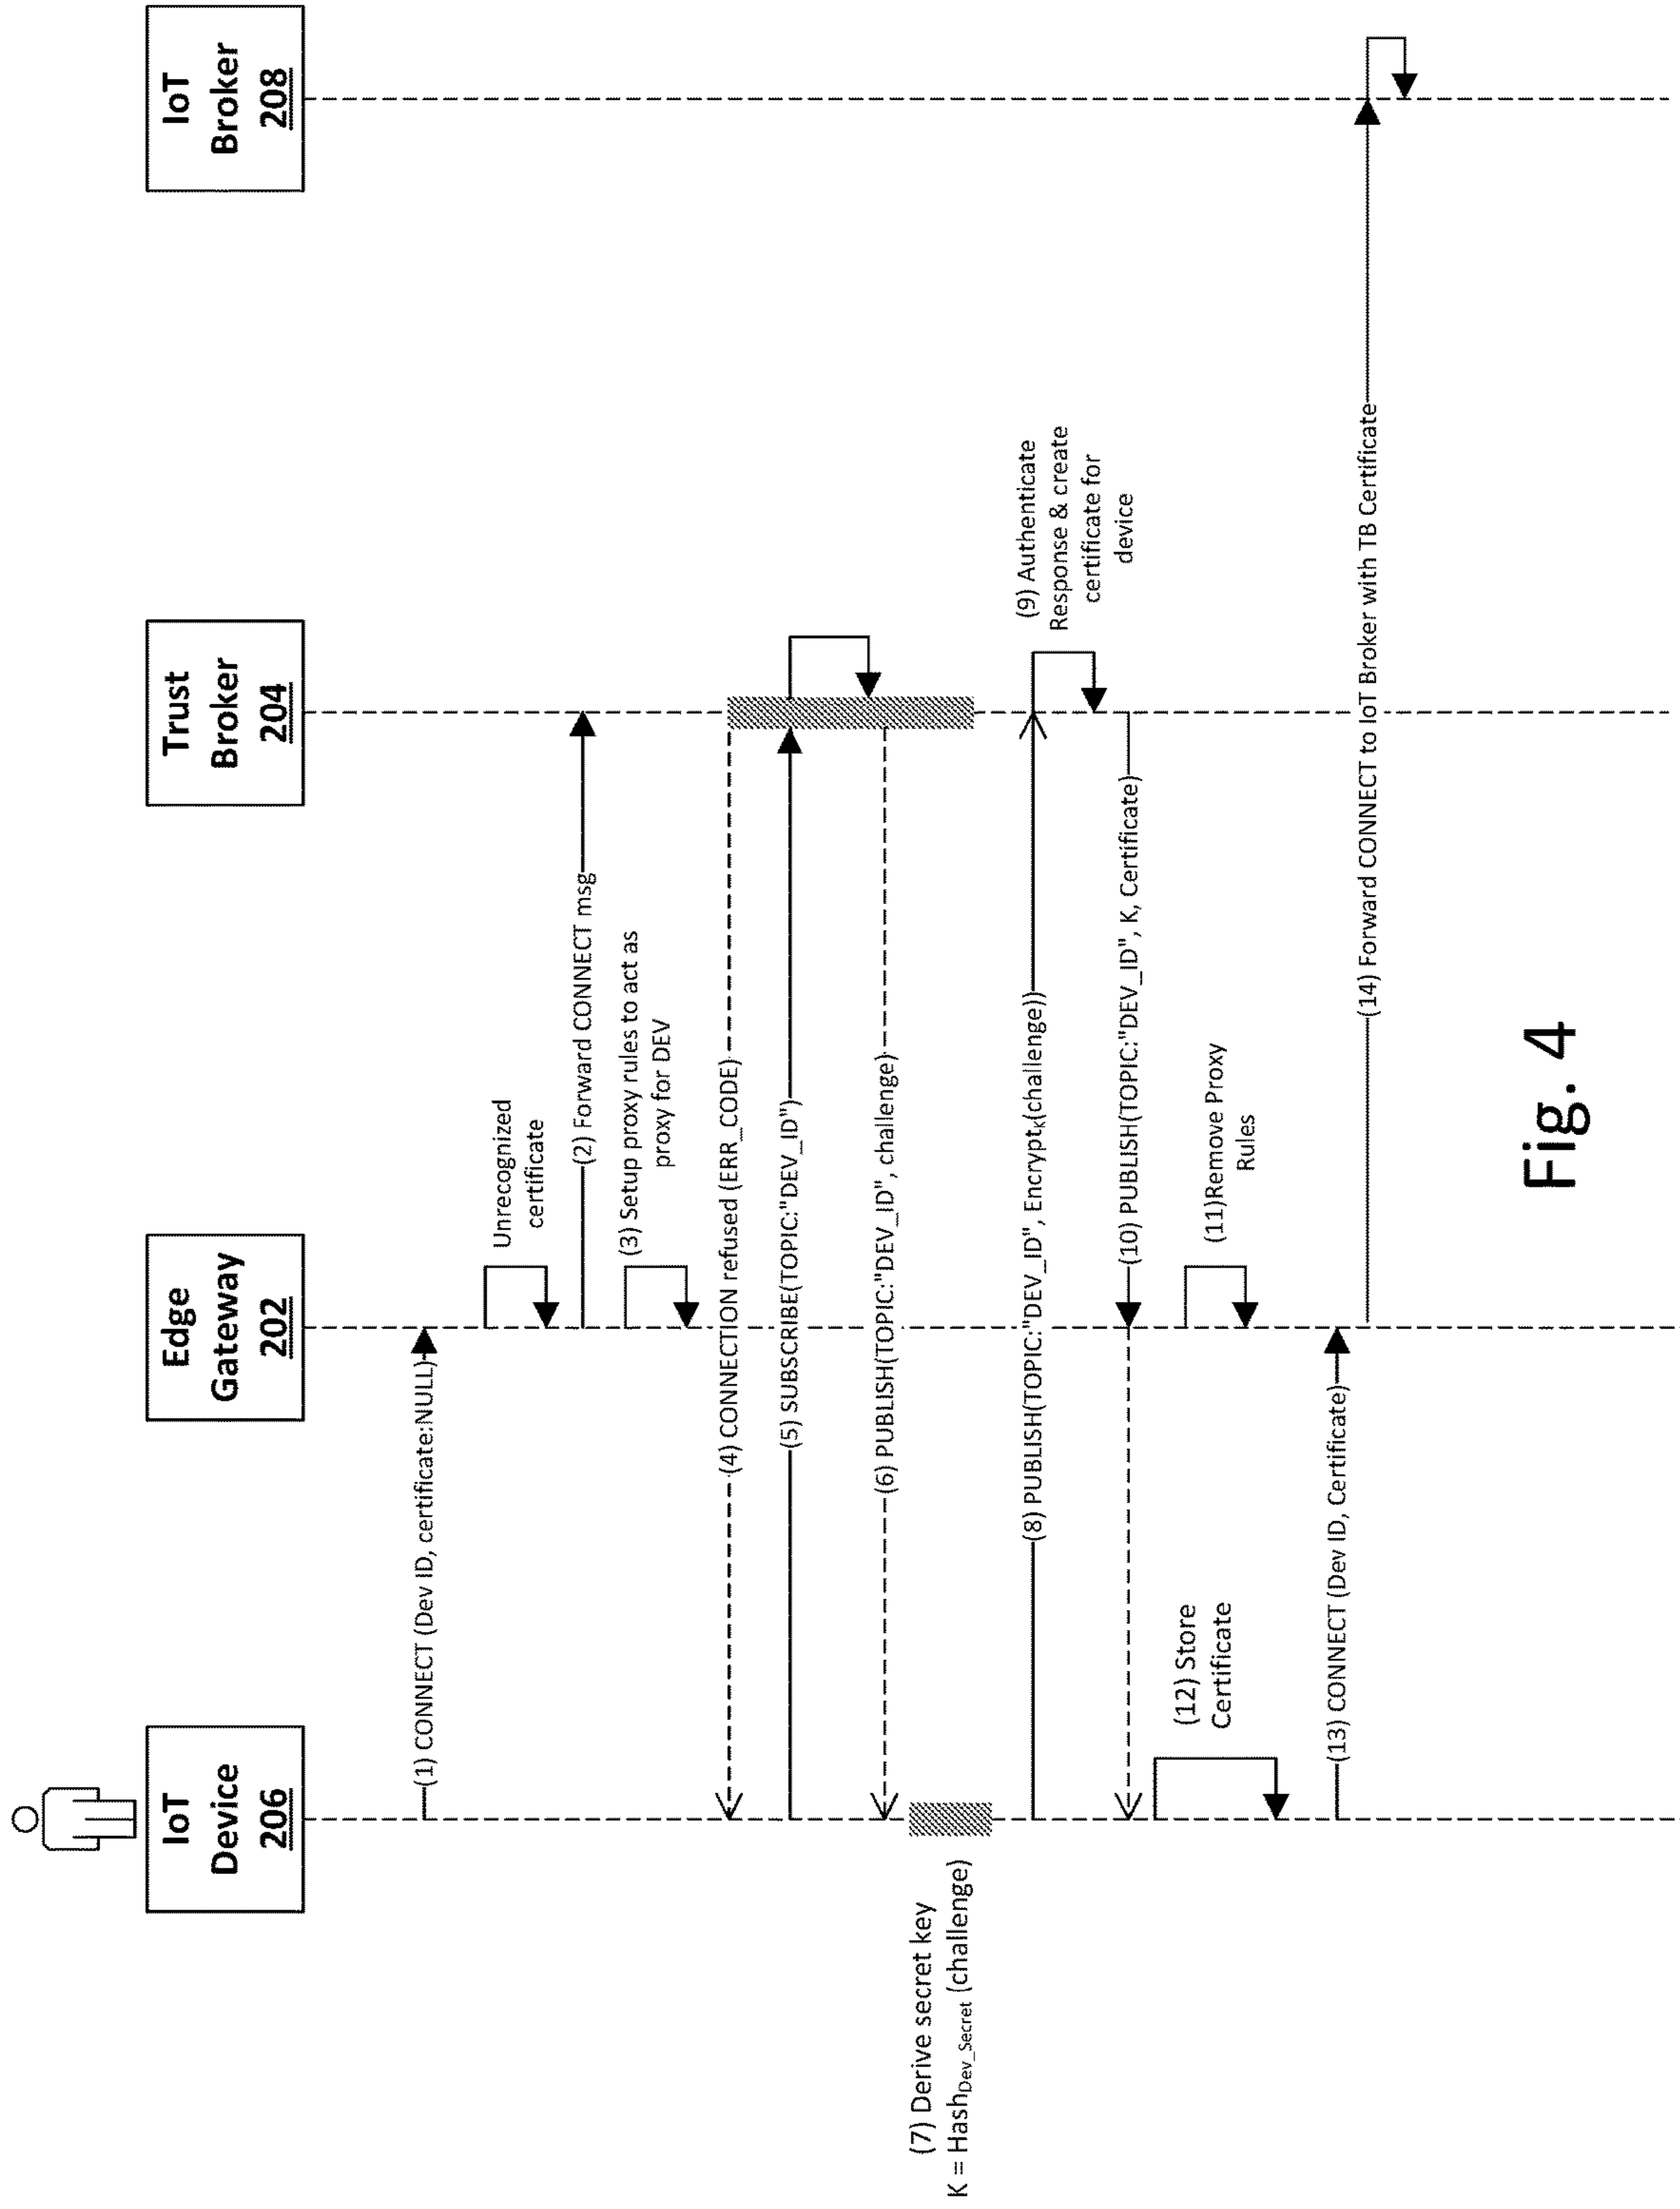 IoT
Device
206
Edge
Gateway
202
Trust
Broker
204
IoT
Broker
208
(1) CONNECT (Dev ID, certificate:NULL)
Unrecognized
certificate
(2) Forward CONNECT msg
(3) Setup proxy rules to act as
proxy for DEV
(4) CONNECTION refused (ERR_CODE)
(5) SUBSCRIBE(TOPIC:"DEV_ID")
(6) PUBLISH(TOPIC:"DEV_ID", challenge)
(7) Derive secret key
K = HashDev_Secret (challenge)
(8) PUBLISH(TOPIC:"DEV_ID", EncryptK(challenge))
(9) Authenticate
Response & create
certificate for
device
(10) PUBLISH(TOPIC:"DEV_ID", K, Certificate)
(11)Remove Proxy
Rules
(12) Store
Certificate
(13) CONNECT (Dev ID, Certificate)
(14) Forward CONNECT to IoT Broker with TB Certificate
Fig. 4